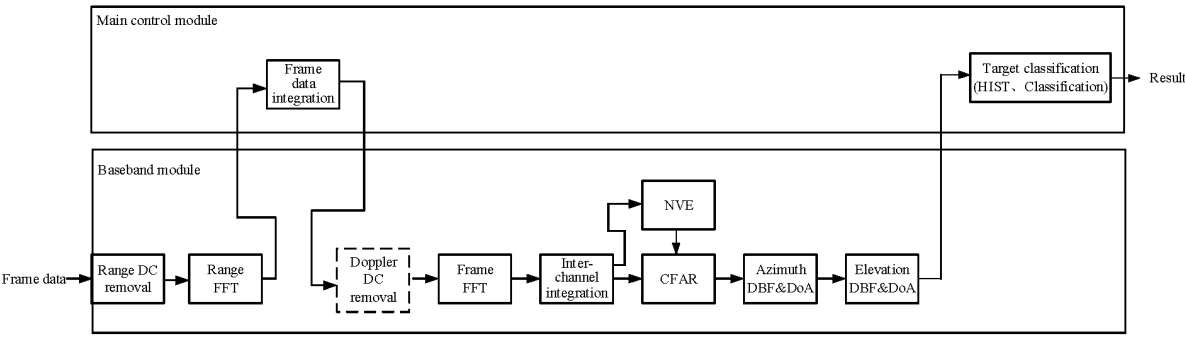 Main control module
Frame
data
integration
Target classification
(HIST、Classification)
Result
Baseband module
NVE
Frame data
Range DC
removal
Range
FFT
Doppler
DC
removal
Frame
FFT
Inter-
channel
integration
CFAR
Azimuth
DBF&DoA
Elevation
DBF&DoA